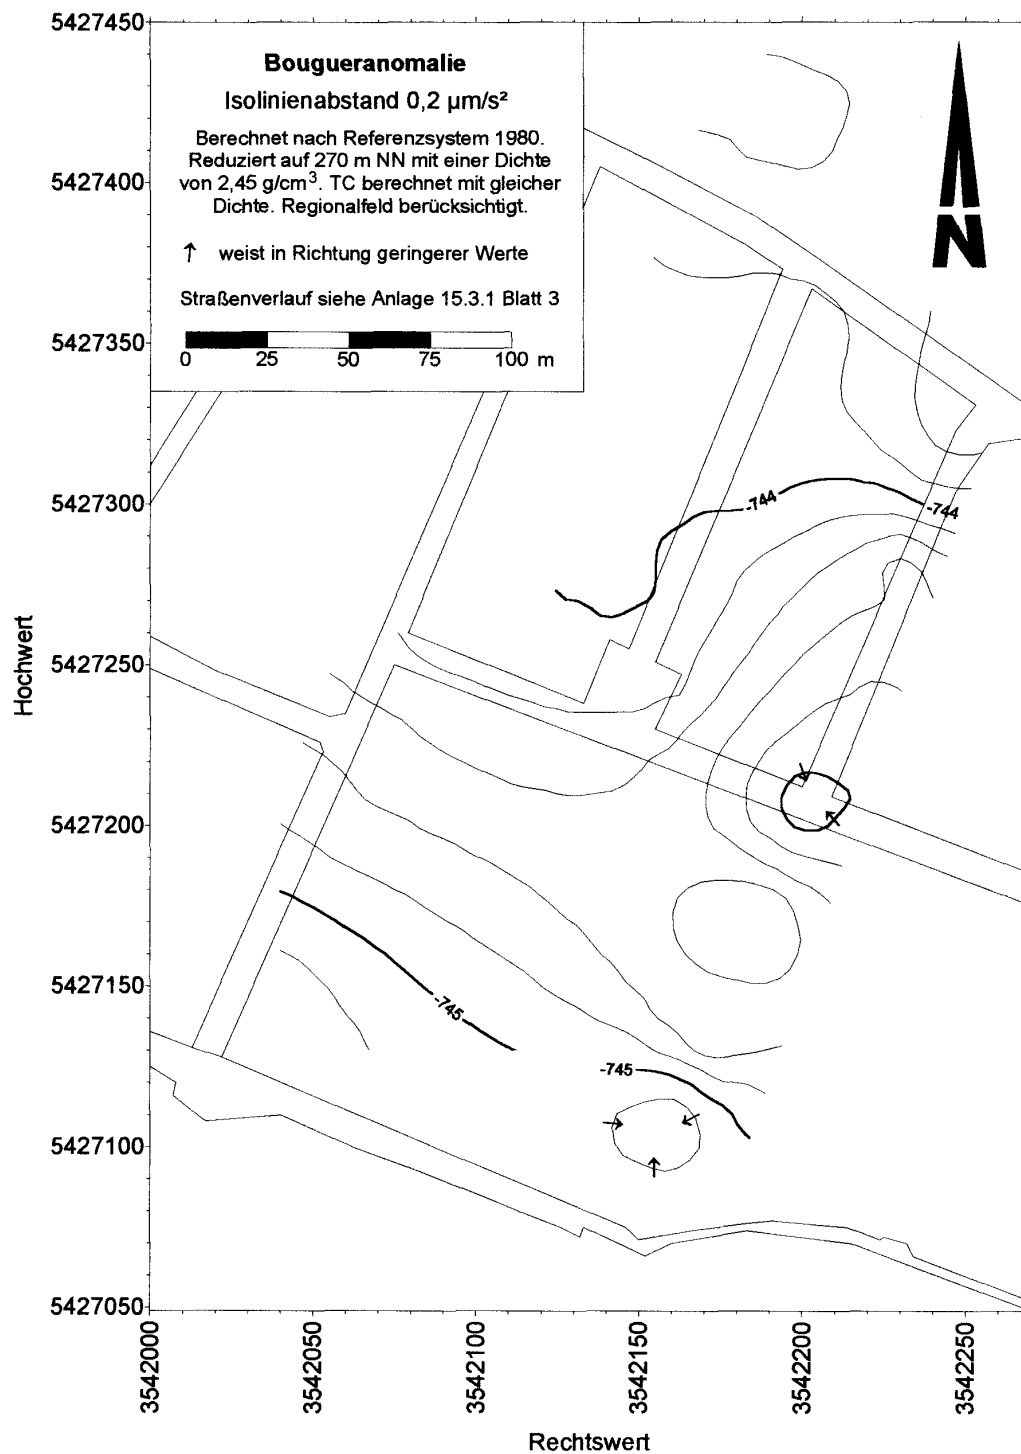 Bougueranomalie
Isolinienabstand 0,2 µm/s²
Berechnet nach Referenzsystem 1980.
Reduziert auf 270 m NN mit einer Dichte
von 2,45 g/cm³. TC berechnet mit gleicher
Dichte. Regionalfeld berücksichtigt.
↑ weist in Richtung geringerer Werte
Straßenverlauf siehe Anlage 15.3.1 Blatt 3
0 25 50 75 100 m
N
5427450
5427400
5427350
5427300
5427250
5427200
5427150
5427100
5427050
Hochwert
-744
-744
-745
-745
3542000
3542050
3542100
3542150
3542200
3542250
Rechtswert